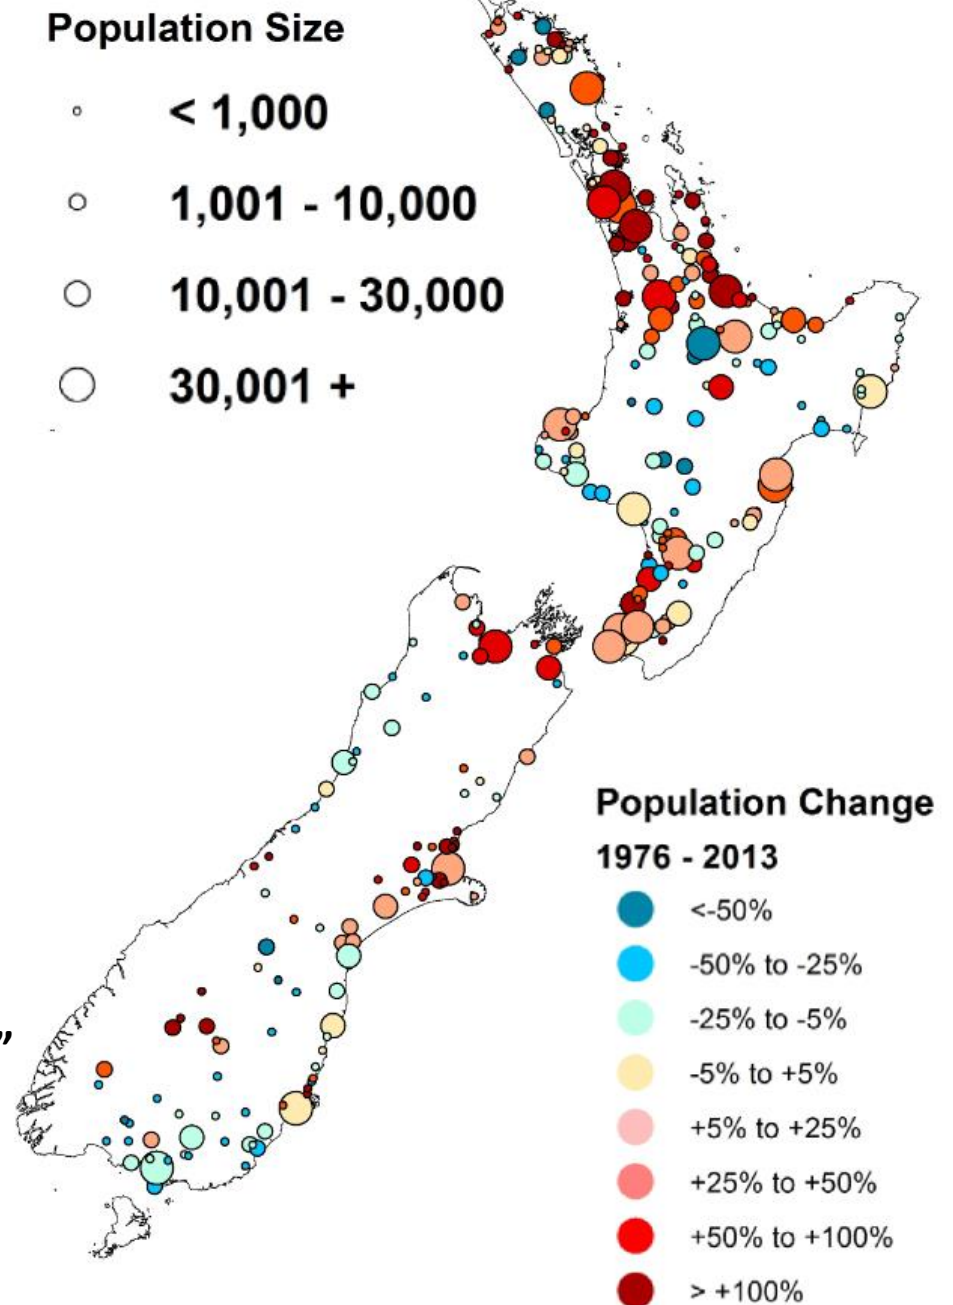 Population Size
< 1,000
1,001 - 10,000
10,001 - 30,000
30,001 +
”
Population Change
1976 - 2013
<-50%
-50% to -25%
-25% to -5%
-5% to +5%
+5% to +25%
+25% to +50%
+50% to +100%
> +100%